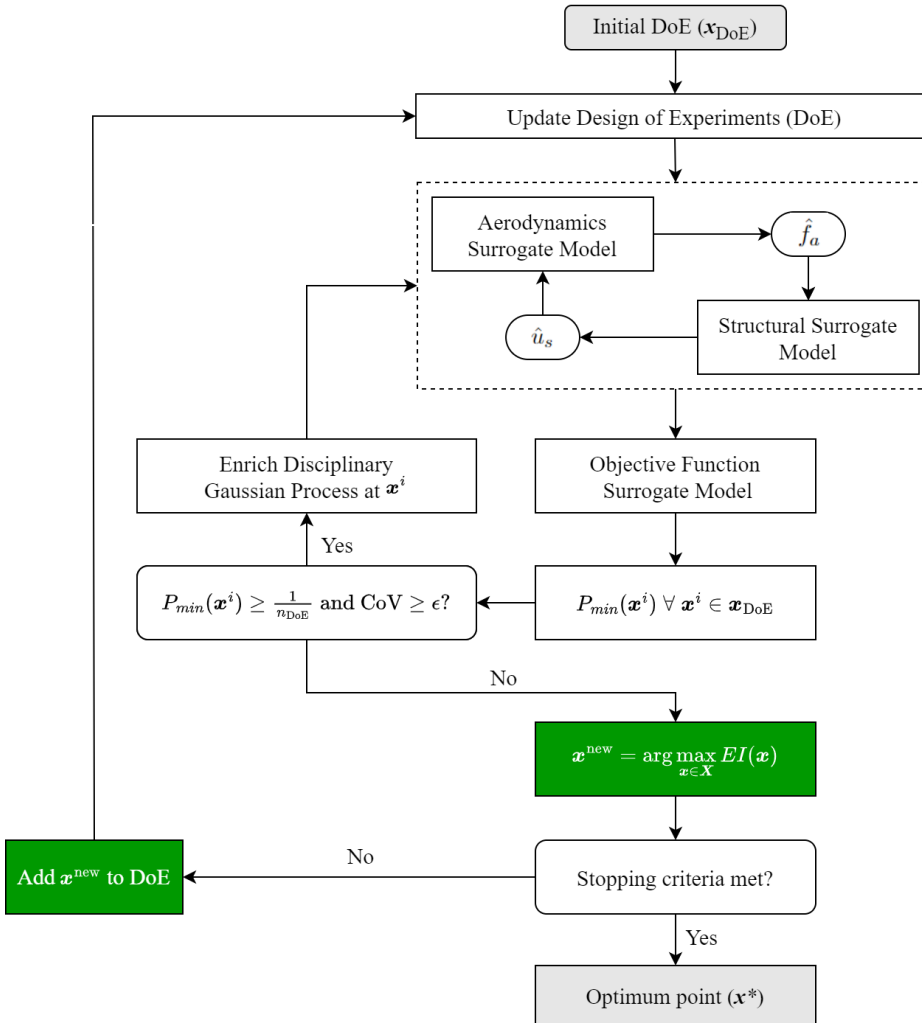 Initial DoE (𝒙_DoE)
Update Design of Experiments (DoE)
Aerodynamics
Surrogate Model
f̂_a
Structural Surrogate
Model
û_s
Enrich Disciplinary
Gaussian Process at 𝒙^i
Objective Function
Surrogate Model
Yes
P_min(𝒙^i) ≥ 1/n_DoE and CoV ≥ ϵ?
P_min(𝒙^i) ∀ 𝒙^i ∈ 𝒙_DoE
No
𝒙^new = arg max EI(𝒙)
𝒙∈𝑿
No
Add 𝒙^new to DoE
Stopping criteria met?
Yes
Optimum point (𝒙*)